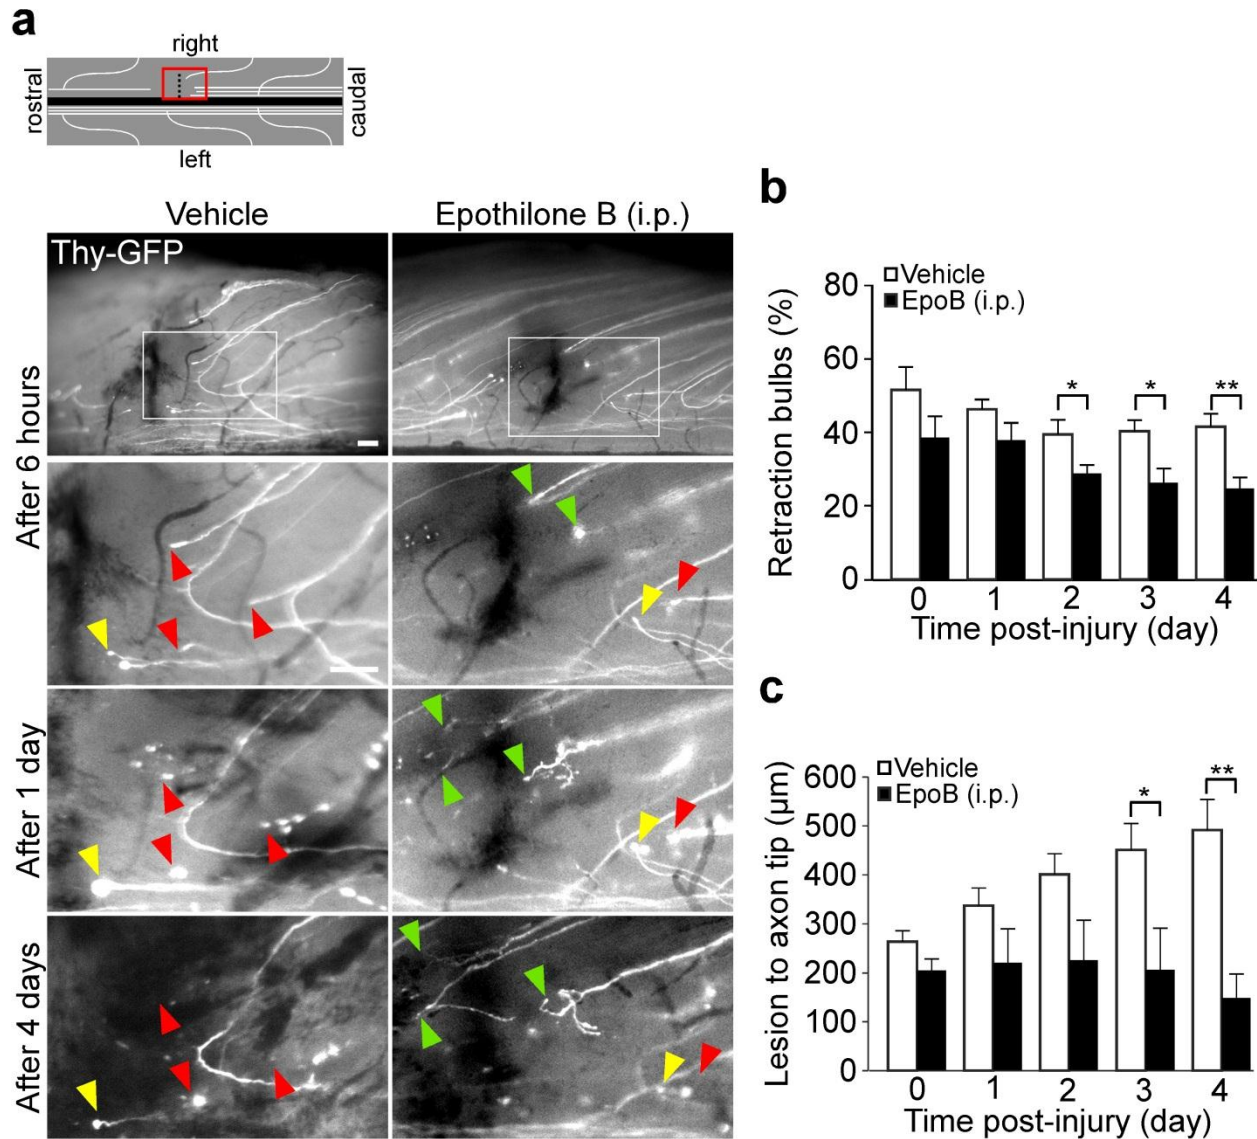 a
right
rostral
caudal
left
Vehicle
Epothilone B (i.p.)
Thy-GFP
After 6 hours
After 1 day
After 4 days
b
Vehicle
EpoB (i.p.)
Retraction bulbs (%)
80
60
40
20
0
* * **
0 1 2 3 4
Time post-injury (day)
c
Vehicle
EpoB (i.p.)
Lesion to axon tip (μm)
600
500
400
300
200
100
0
* **
0 1 2 3 4
Time post-injury (day)